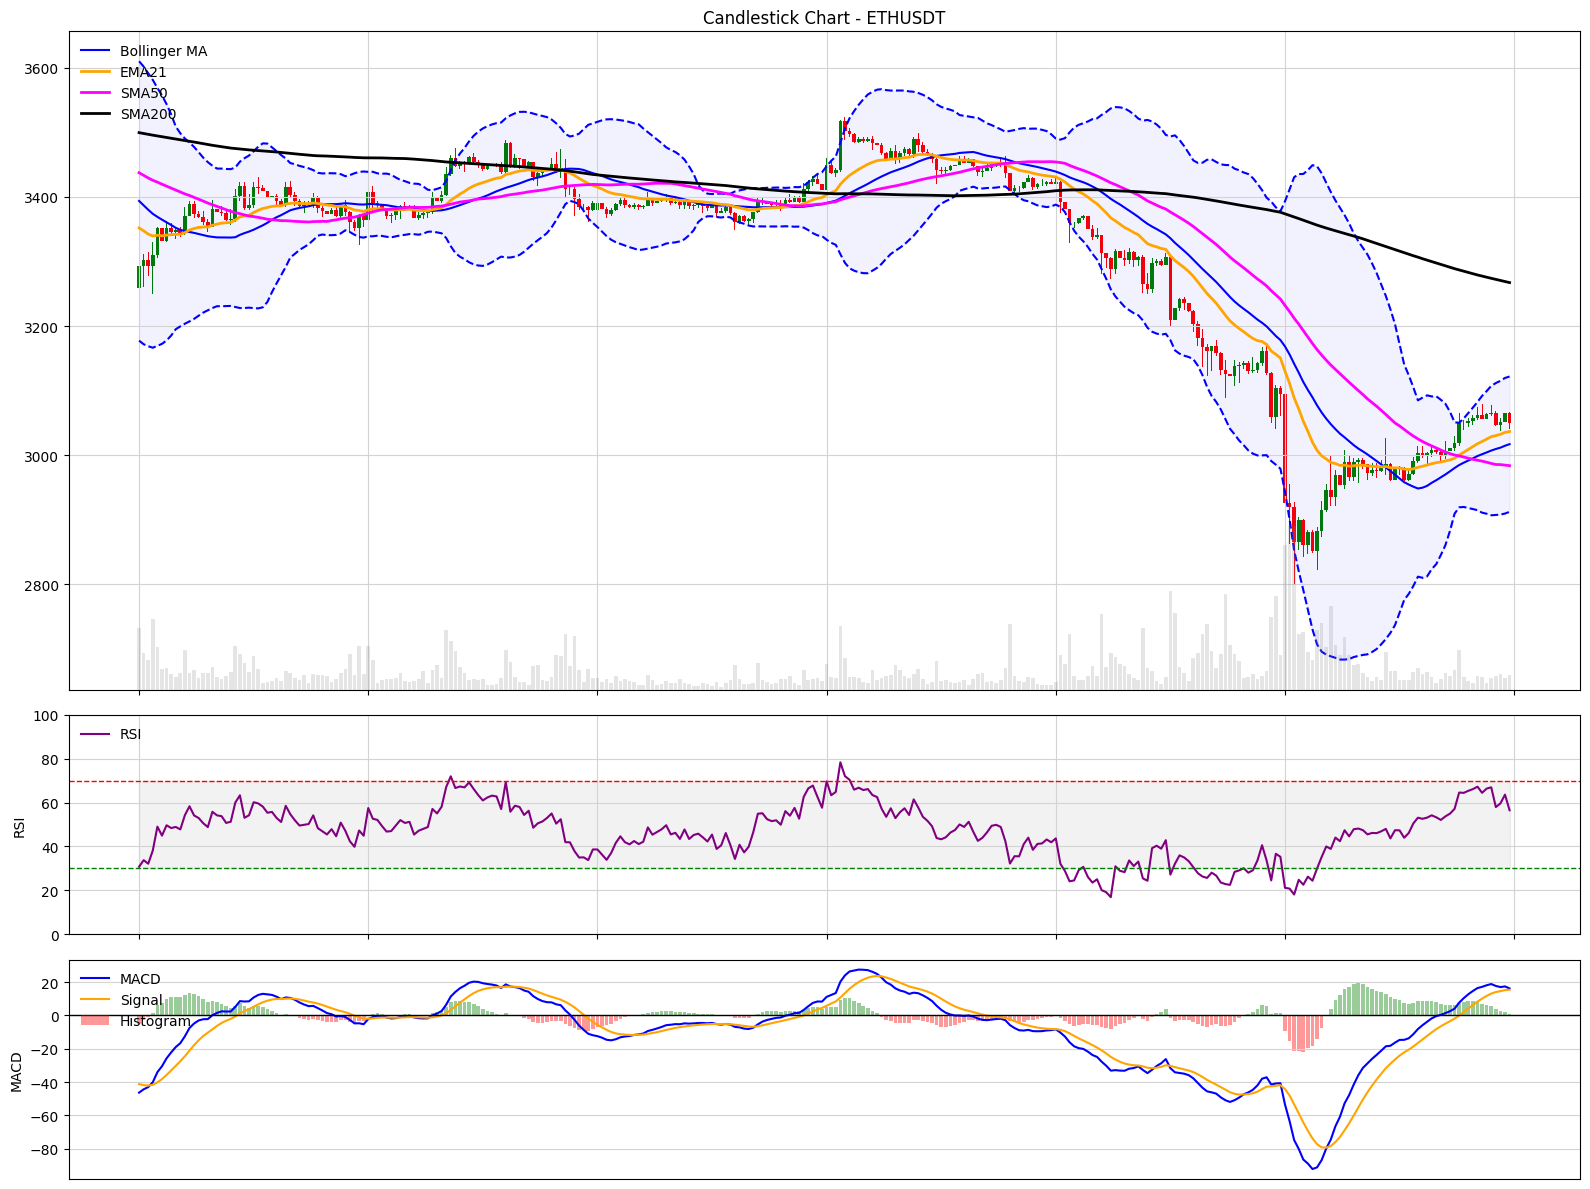 Candlestick Chart - ETHUSDT
Bollinger MA
EMA21
SMA50
SMA200
3600
3400
3200
3000
2800
RSI
100
80
60
40
20
0
RSI
MACD
Signal
Histogram
20
0
−20
−40
−60
−80
MACD